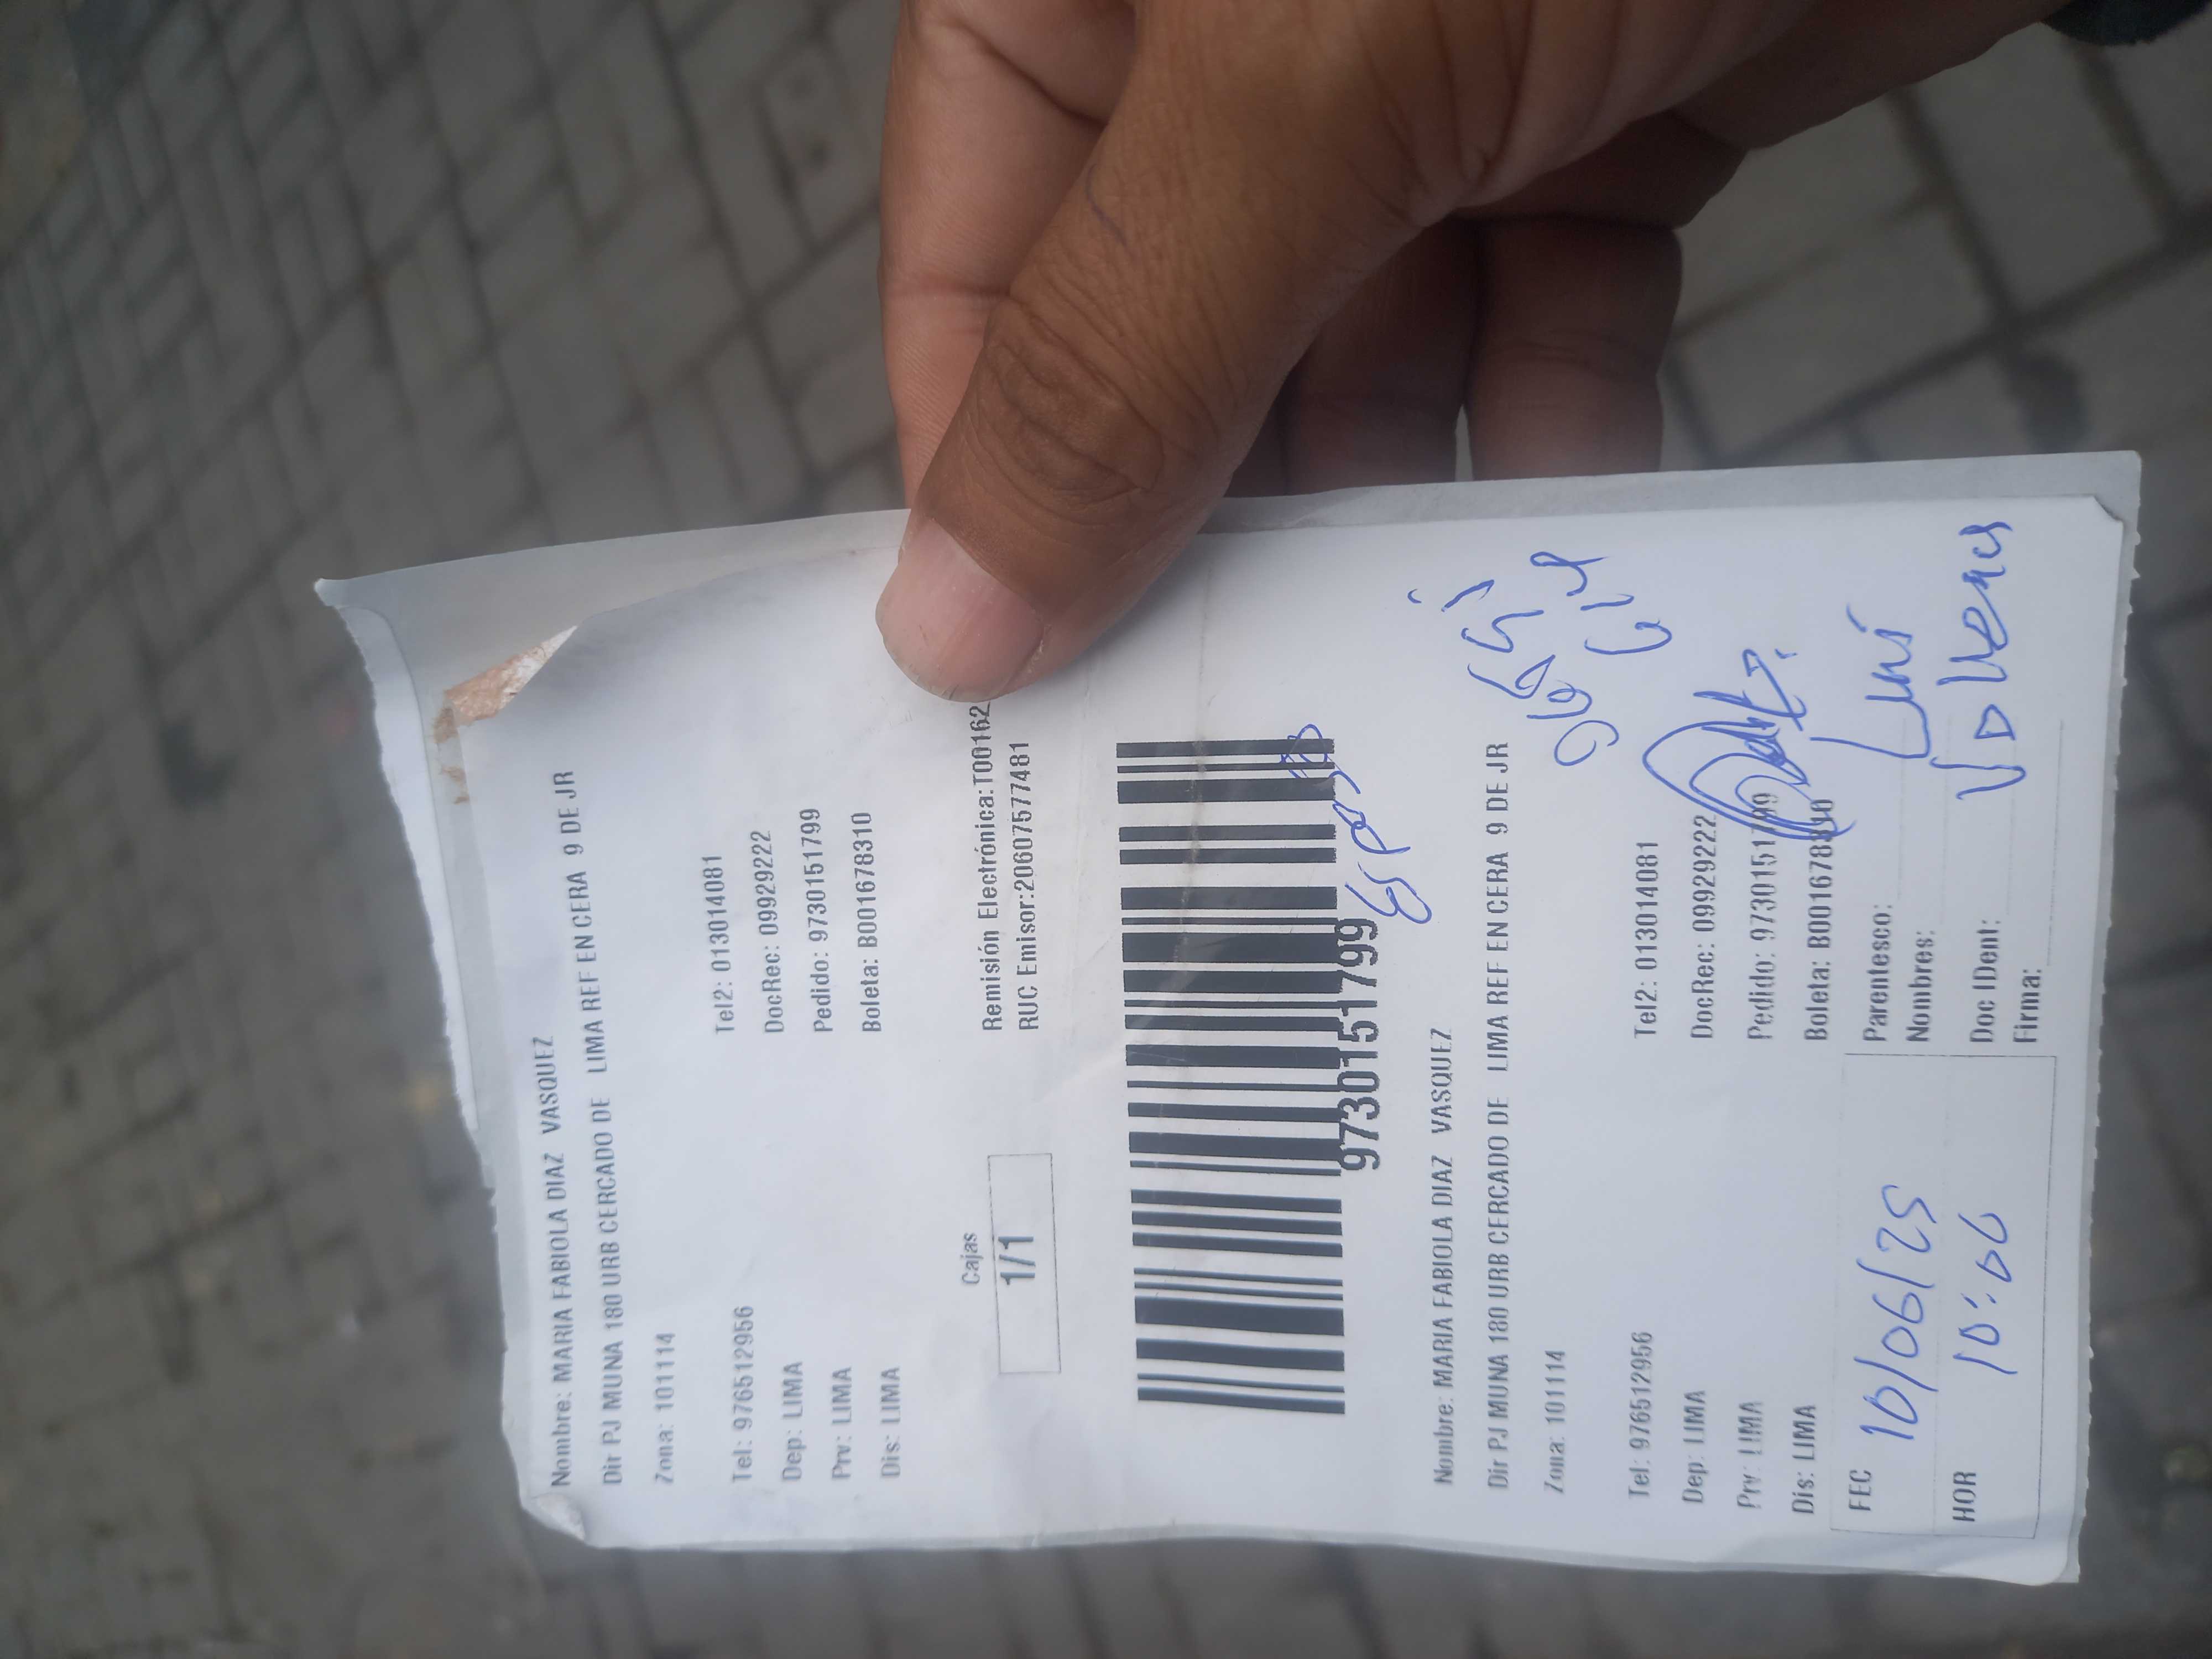 Nombre: MARIA FABIOLA DIAZ VASQUEZ
Dir PJ MUNA 180 URB CERCADO DE LIMA REF EN CERA 9 DE JR
Zona: 101114
Tel: 976512956 Tel2: 013014081
Dep: LIMA DocRec: 09929222
Prv: LIMA Pedido: 9730151799
Dis: LIMA Boleta: B001678310
Cajas
1/1
Remisión Electrónica: T00162
RUC Emisor:20607577481
9730151799
Esposo
Nombre: MARIA FABIOLA DIAZ VASQUEZ
Dir PJ MUNA 180 URB CERCADO DE LIMA REF EN CERA 9 DE JR
Zona: 101114
Tel: 976512956 Tel2: 013014081
Dep: LIMA DocRec: 09929222
Prv: LIMA Pedido: 9730151799
Dis: LIMA Boleta: B001678310
FEC 10/06/25
HOR 10:06
Parentesco:
Nombres:
Doc IDent:
Firma: